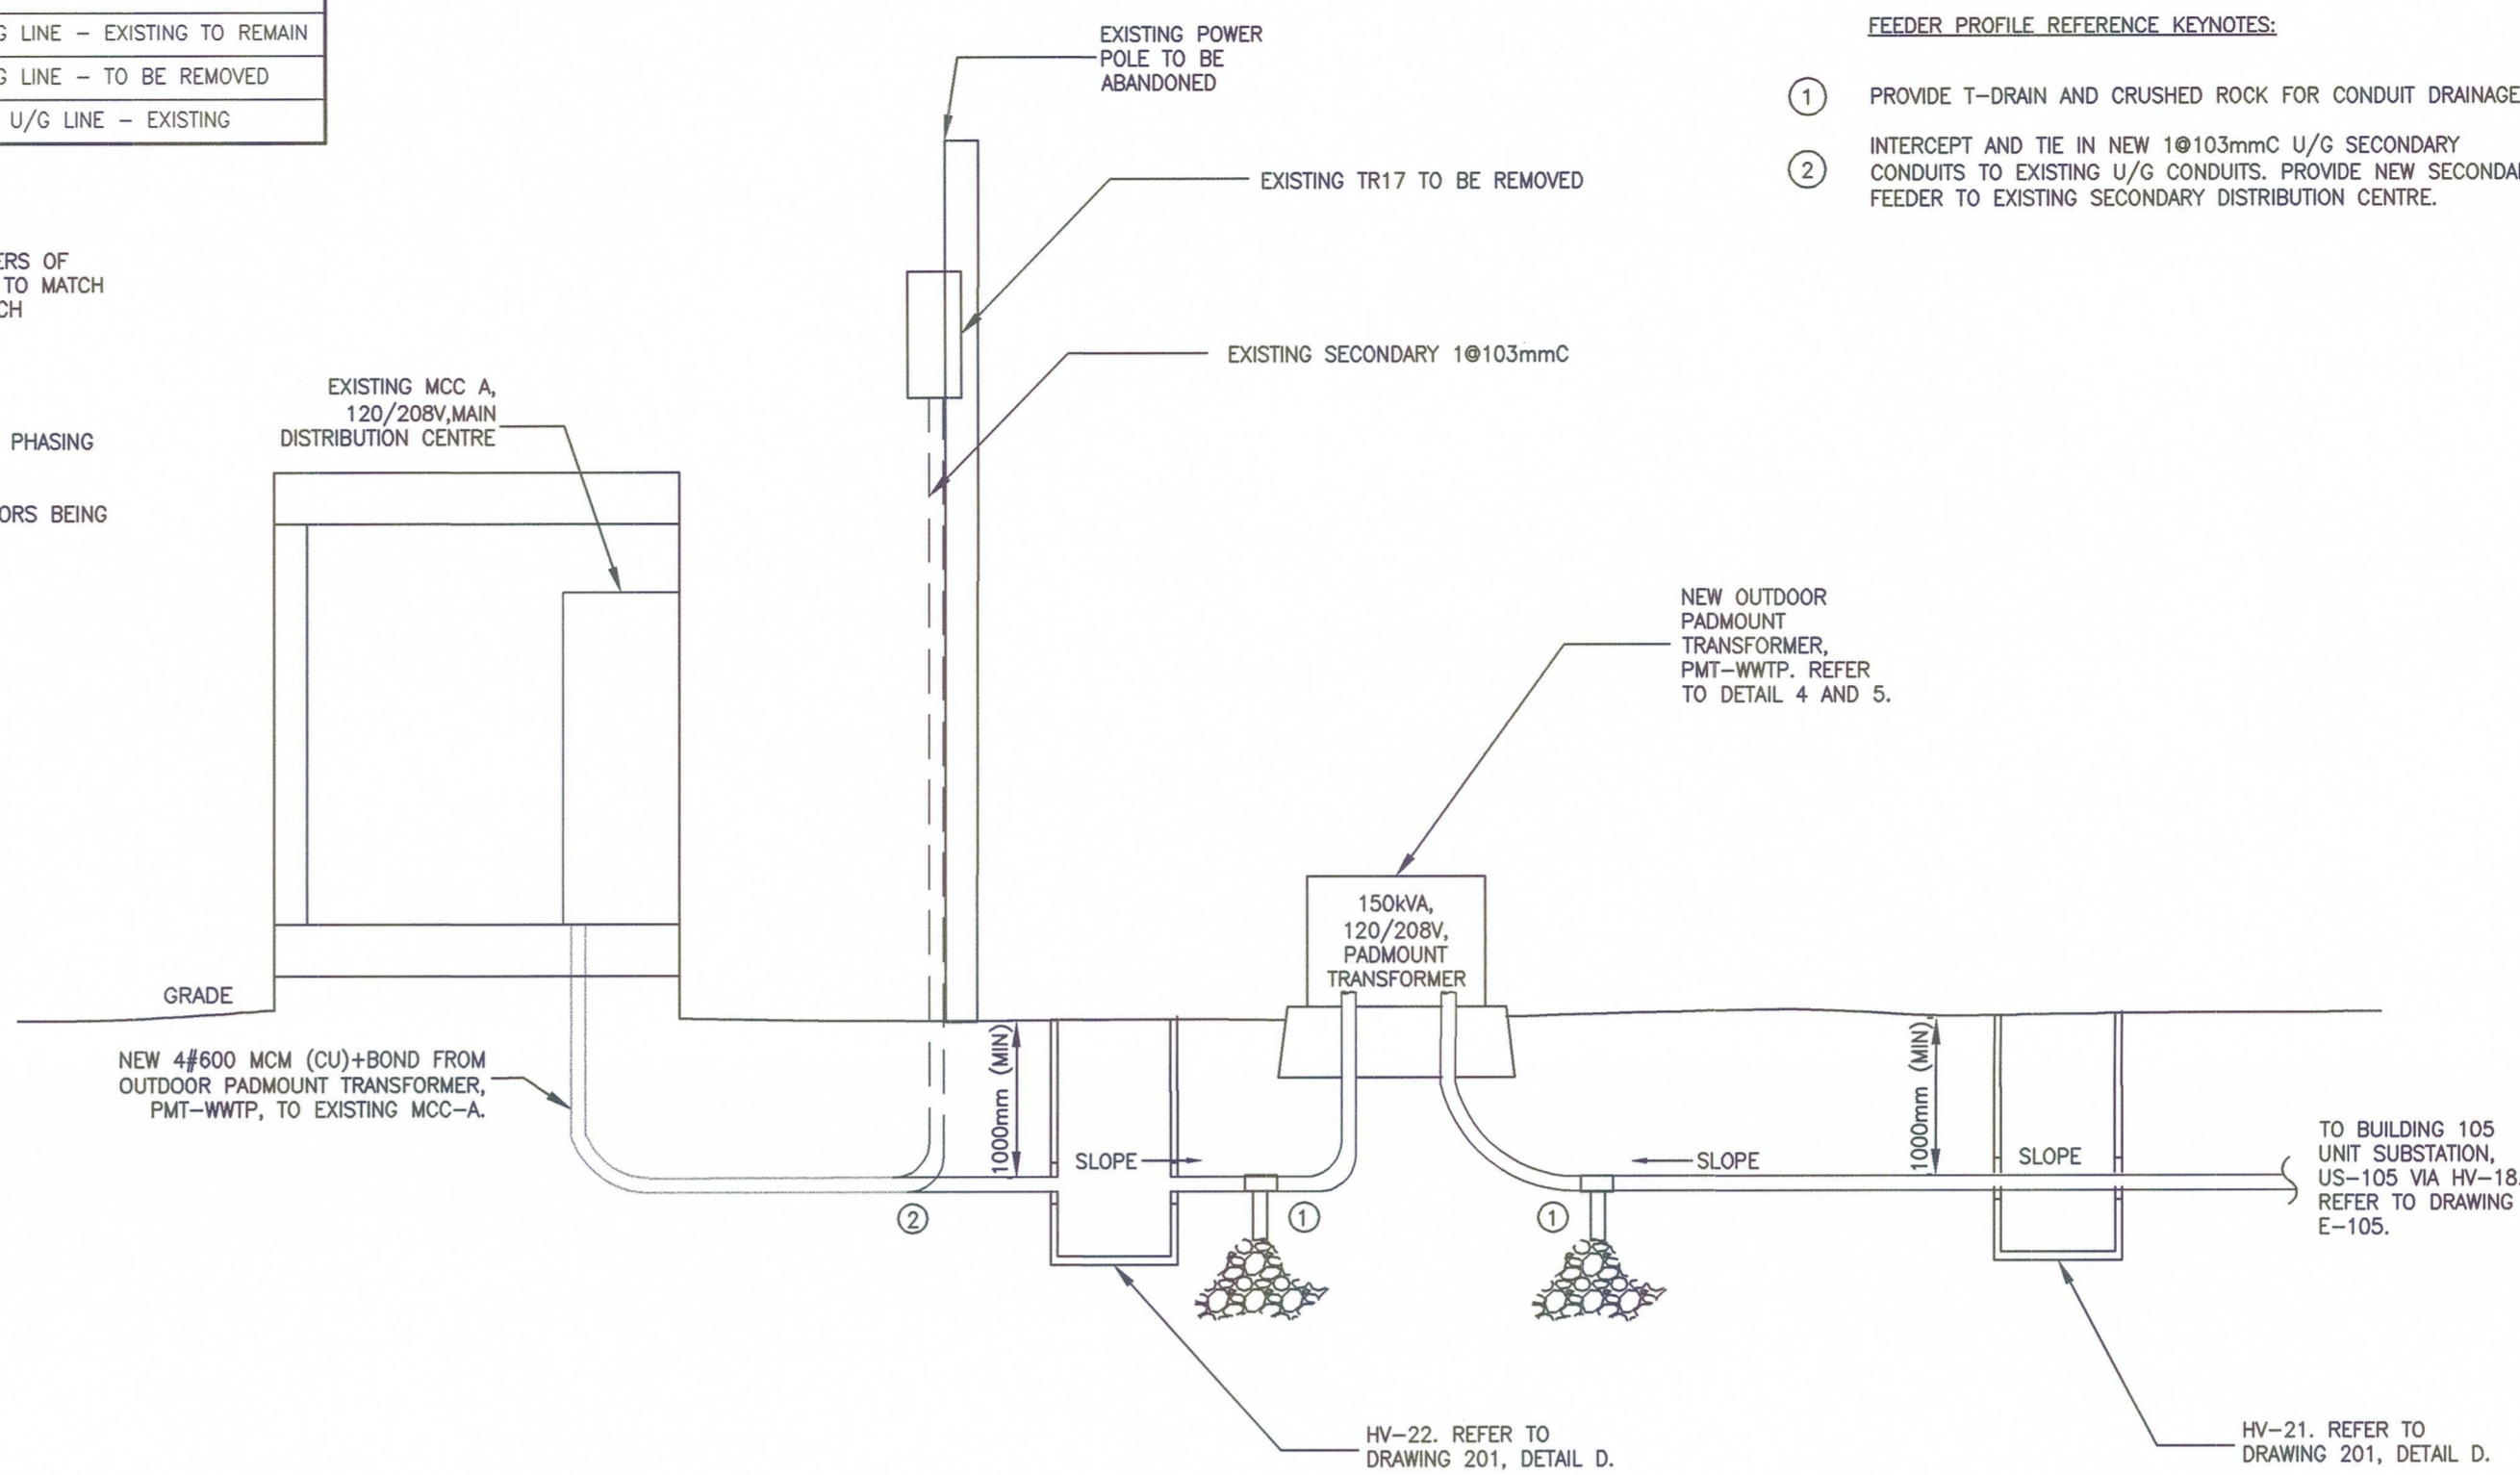 LINE – EXISTING TO REMAIN
LINE – TO BE REMOVED
U/G LINE – EXISTING
OF
TO MATCH
PHASING
BEING
EXISTING POWER
POLE TO BE
ABANDONED
EXISTING TR17 TO BE REMOVED
EXISTING SECONDARY 1@103mmC
FEEDER PROFILE REFERENCE KEYNOTES:
1 PROVIDE T–DRAIN AND CRUSHED ROCK FOR CONDUIT DRAINAGE
2 INTERCEPT AND TIE IN NEW 1@103mmC U/G SECONDARY
CONDUITS TO EXISTING U/G CONDUITS. PROVIDE NEW
FEEDER TO EXISTING SECONDARY DISTRIBUTION CENTRE.
EXISTING MCC A,
120/208V,MAIN
DISTRIBUTION CENTRE
NEW OUTDOOR
PADMOUNT
TRANSFORMER,
PMT–WWTP. REFER
TO DETAIL 4 AND 5.
150kVA,
120/208V,
PADMOUNT
TRANSFORMER
GRADE
NEW 4#600 MCM (CU)+BOND FROM
OUTDOOR PADMOUNT TRANSFORMER,
PMT–WWTP, TO EXISTING MCC–A.
1000mm (MIN)
SLOPE
SLOPE
1000mm (MIN)
SLOPE
TO BUILDING 105
UNIT SUBSTATION,
US–105 VIA HV–18.
REFER TO DRAWING
E–105.
2
1
1
HV–22. REFER TO
DRAWING 201, DETAIL D.
HV–21. REFER TO
DRAWING 201, DETAIL D.